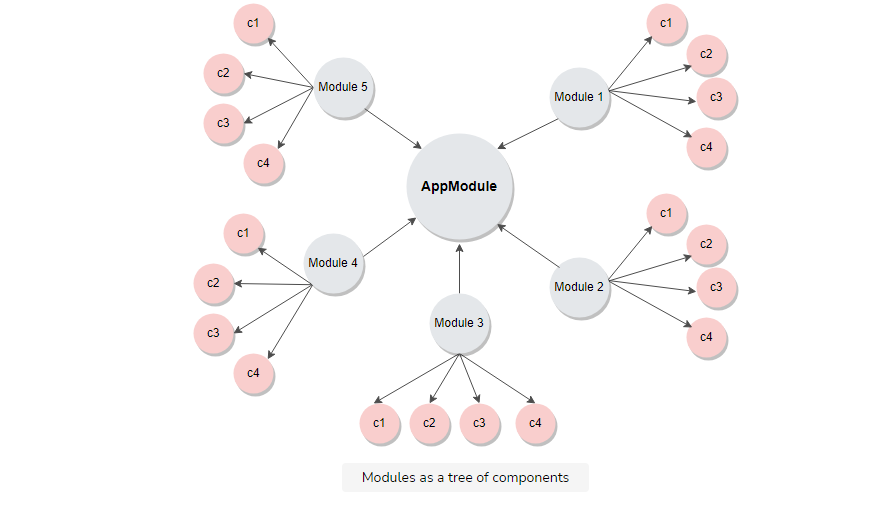 c1
c2
c3
c4
Module 5
c1
c2
c3
c4
Module 1
AppModule
c1
c2
c3
c4
Module 4
c1
c2
c3
c4
Module 2
Module 3
c1
c2
c3
c4
Modules as a tree of components